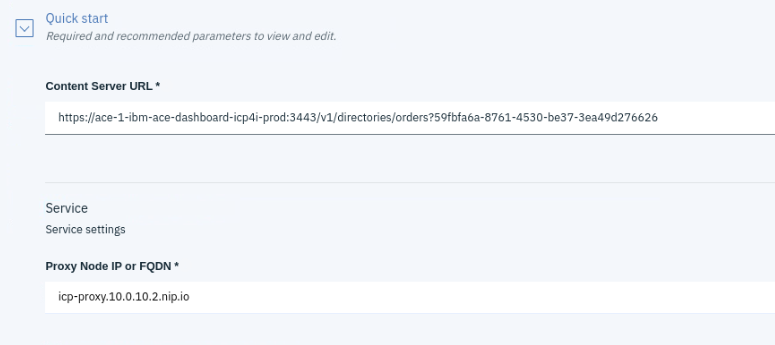 Quick start
Required and recommended parameters to view and edit.
Content Server URL *
https://ace-1-ibm-ace-dashboard-icp4i-prod:3443/v1/directories/orders?59fbfa6a-8761-4530-be37-3ea49d276626
Service
Service settings
Proxy Node IP or FQDN *
icp-proxy.10.0.10.2.nip.io